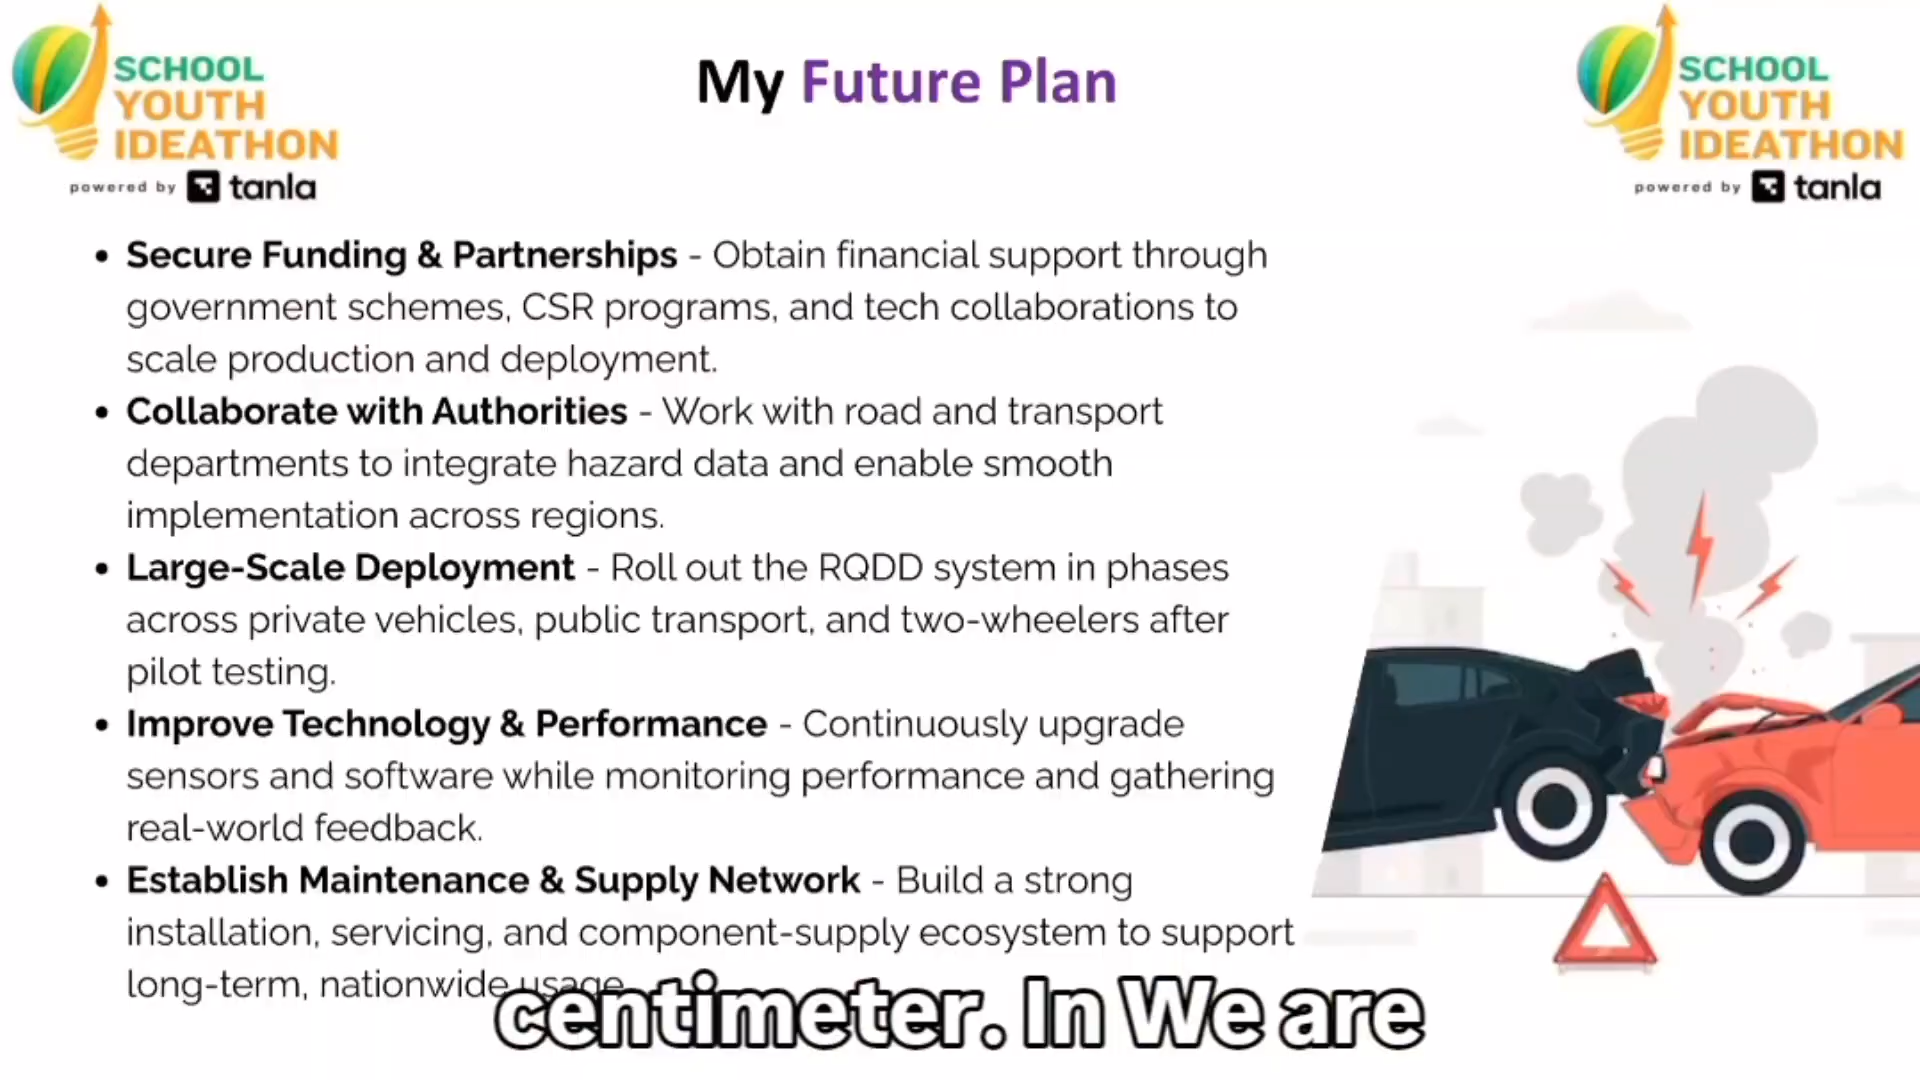 SCHOOL
YOUTH
IDEATHON
powered by tanla
My Future Plan
SCHOOL
YOUTH
IDEATHON
powered by tanla
• Secure Funding & Partnerships - Obtain financial support through
government schemes, CSR programs, and tech collaborations to
scale production and deployment.
• Collaborate with Authorities - Work with road and transport
departments to integrate hazard data and enable smooth
implementation across regions.
• Large-Scale Deployment - Roll out the RQDD system in phases
across private vehicles, public transport, and two-wheelers after
pilot testing.
• Improve Technology & Performance - Continuously upgrade
sensors and software while monitoring performance and gathering
real-world feedback.
• Establish Maintenance & Supply Network - Build a strong
installation, servicing, and component-supply ecosystem to support
long-term, nationwide usage
centimeter. In We are